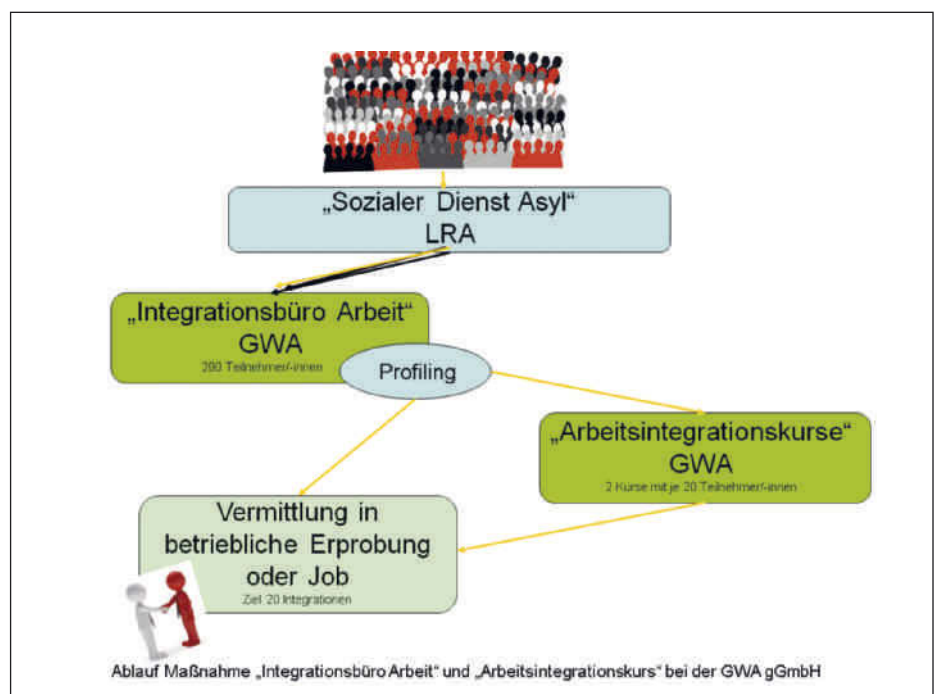 „Sozialer Dienst Asyl“
LRA
„Integrationsbüro Arbeit“
GWA
200 Teilnehmer/-innen
Profiling
„Arbeitsintegrationskurse“
GWA
2 Kurse mit je 20 Teilnehmer/-innen
Vermittlung in
betriebliche Erprobung
oder Job
Ziel: 20 Integrationen
Ablauf Maßnahme „Integrationsbüro Arbeit“ und „Arbeitsintegrationskurs“ bei der GWA gGmbH